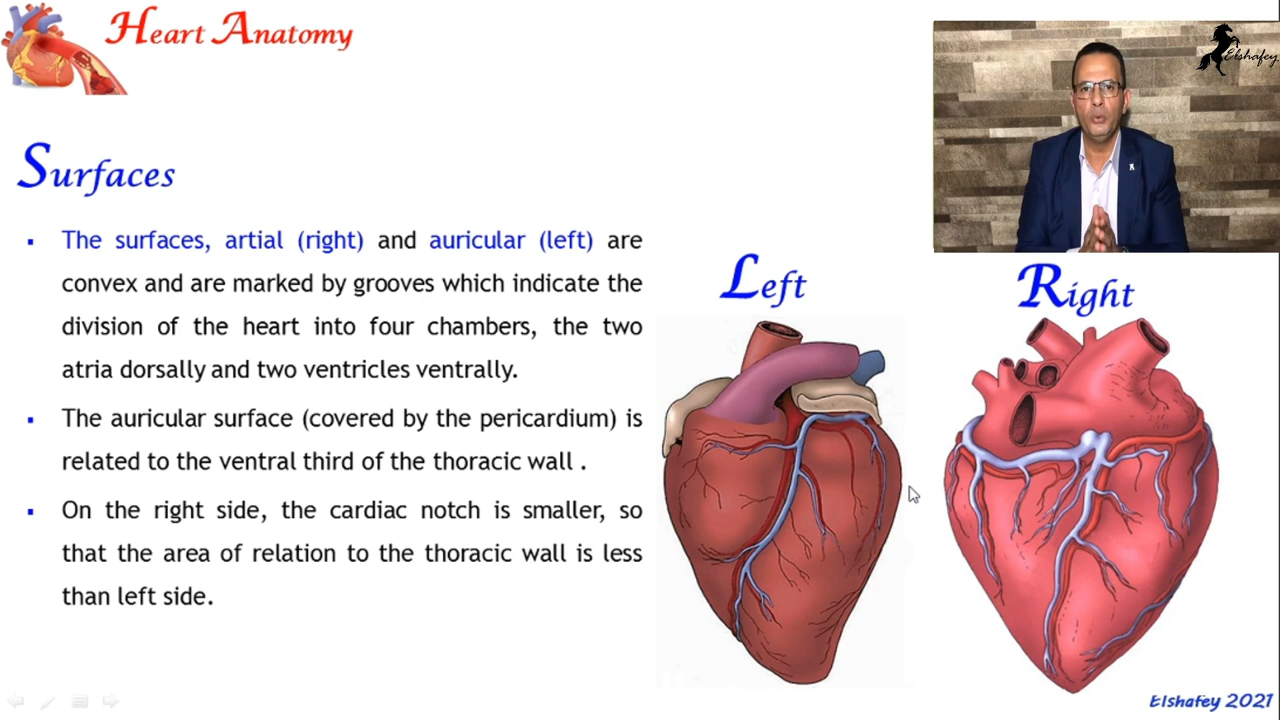 Heart Anatomy
Elshafey
Surfaces
▪ The surfaces, artial (right) and auricular (left) are
convex and are marked by grooves which indicate the
division of the heart into four chambers, the two
atria dorsally and two ventricles ventrally.
▪ The auricular surface (covered by the pericardium) is
related to the ventral third of the thoracic wall .
▪ On the right side, the cardiac notch is smaller, so
that the area of relation to the thoracic wall is less
than left side.
Left
Right
Elshafey 2021